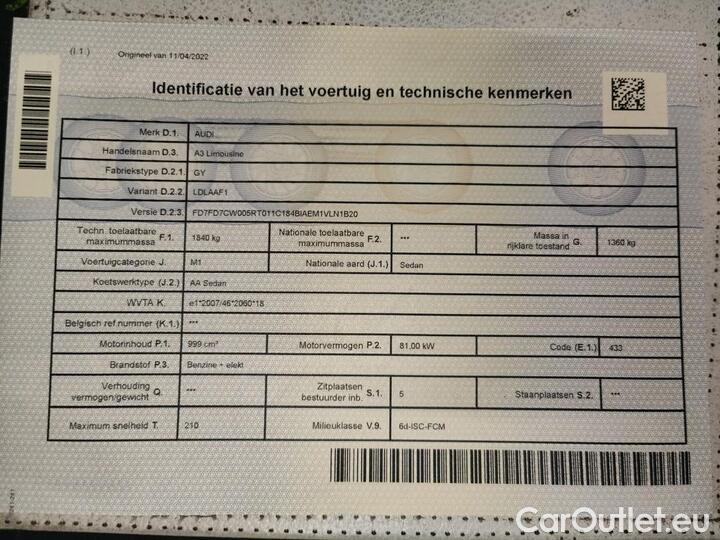 (I.1.) Origineel van 11/04/2022
Identificatie van het voertuig en technische kenmerken
Merk D.1. AUDI
Handelsnaam D.3. A3 Limousine
Fabriekstype D.2.1. GY
Variant D.2.2. LDLAAF1
Versie D.2.3. FD7FD7CW005RT011C184BIAEM1VLN1B20
Techn. toelaatbare maximummassa F.1. 1840 kg Nationale toelaatbare maximummassa F.2. *** Massa in rijklare toestand G. 1360 kg
Voertuigcategorie J. M1 Nationale aard (J.1.) Sedan
Koetswerktype (J.2.) AA Sedan
WVTA K. e1*2007/46*2060*18
Belgisch ref.nummer (K.1.) ***
Motorinhoud P.1. 999 cm³ Motorvermogen P.2. 81,00 kW Code (E.1.) 433
Brandstof P.3. Benzine + elekt
Verhouding vermogen/gewicht Q. *** Zitplaatsen bestuurder inb. S.1. 5 Staanplaatsen S.2. ***
Maximum snelheid T. 210 Milieuklasse V.9. 6d-ISC-FCM
CarOutlet.eu